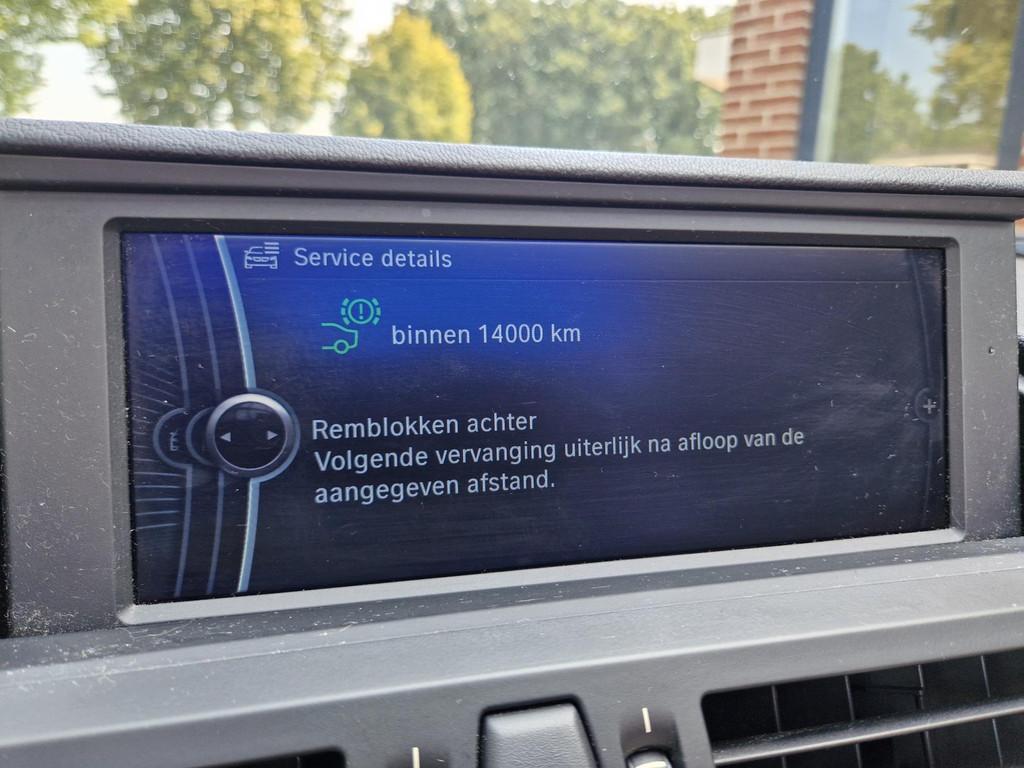 Service details
binnen 14000 km
Remblokken achter
Volgende vervanging uiterlijk na afloop van de
aangegeven afstand.